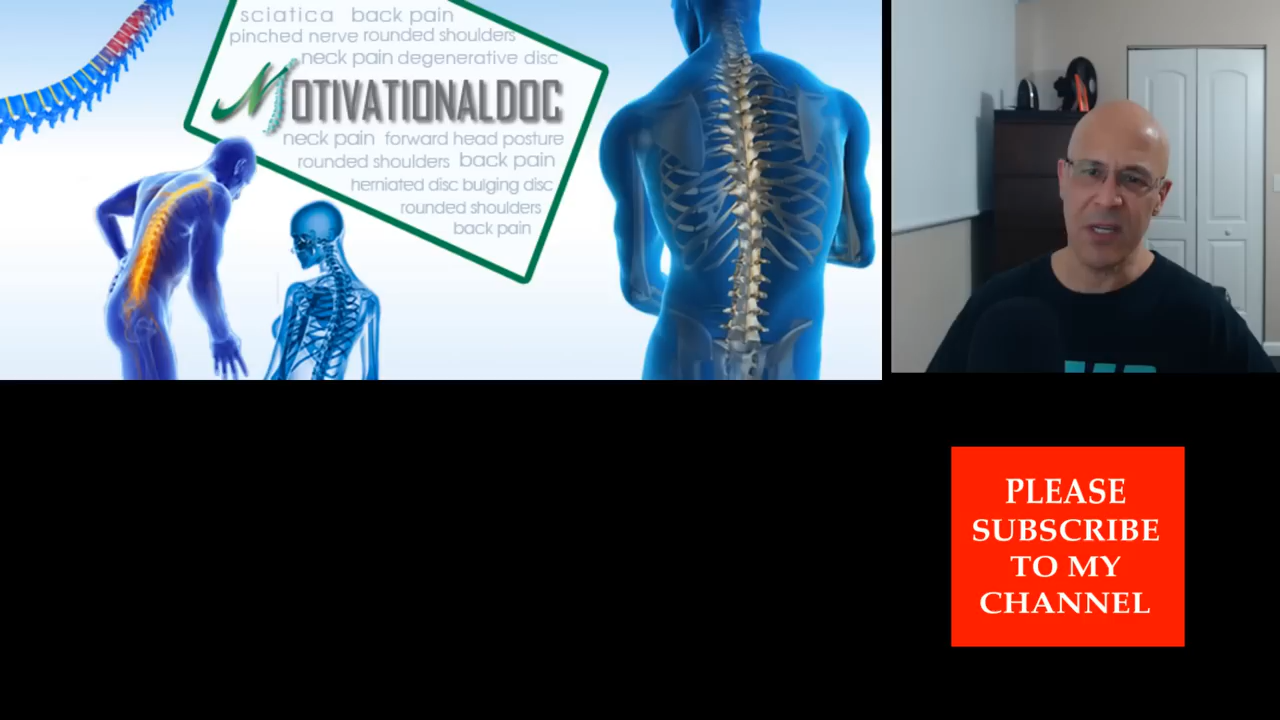 sciatica back pain
pinched nerve rounded shoulders
neck pain degenerative disc
MOTIVATIONALDOC
neck pain forward head posture
rounded shoulders back pain
herniated disc bulging disc
rounded shoulders
back pain
PLEASE
SUBSCRIBE
TO MY
CHANNEL